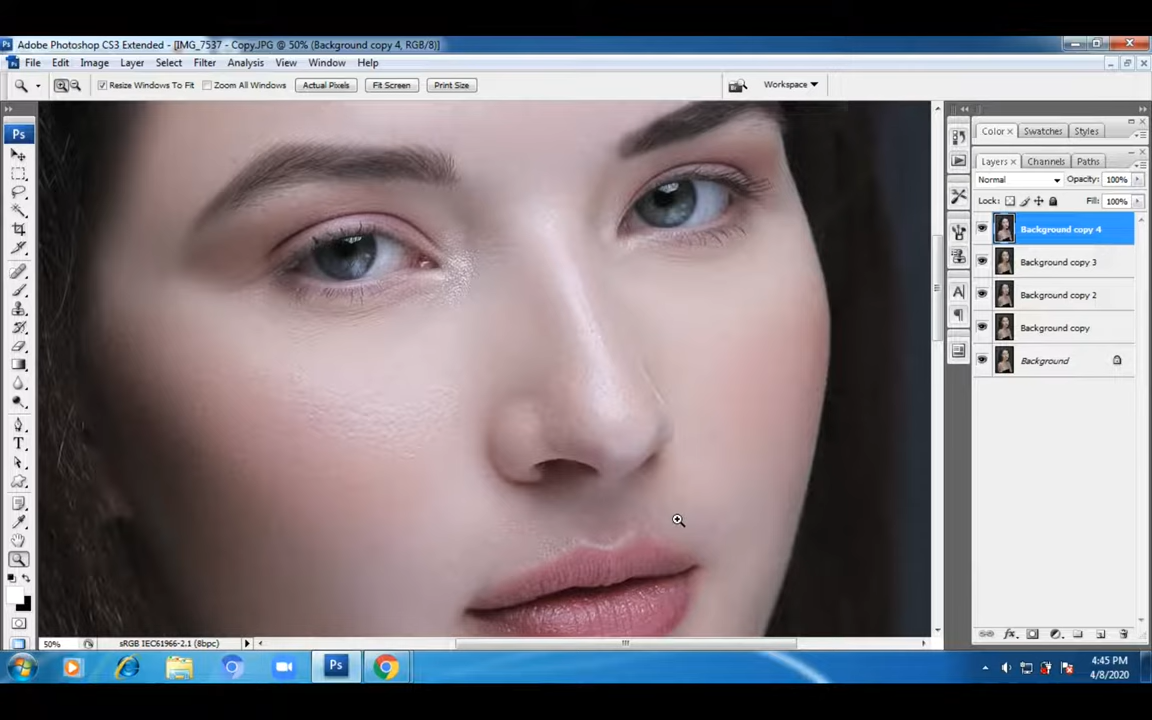 Ps Adobe Photoshop CS3 Extended - [IMG_7537 - Copy.JPG @ 50% (Background copy 4, RGB/8)]
File Edit Image Layer Select Filter Analysis View Window Help
Resize Windows To Fit Zoom All Windows Actual Pixels Fit Screen Print Size Workspace
Ps
Color × Swatches Styles
Layers × Channels Paths
Normal Opacity: 100%
Lock: Fill: 100%
Background copy 4
Background copy 3
Background copy 2
Background copy
Background
T
A
50% sRGB IEC61966-2.1 (8bpc)
Ps
4:45 PM
4/8/2020